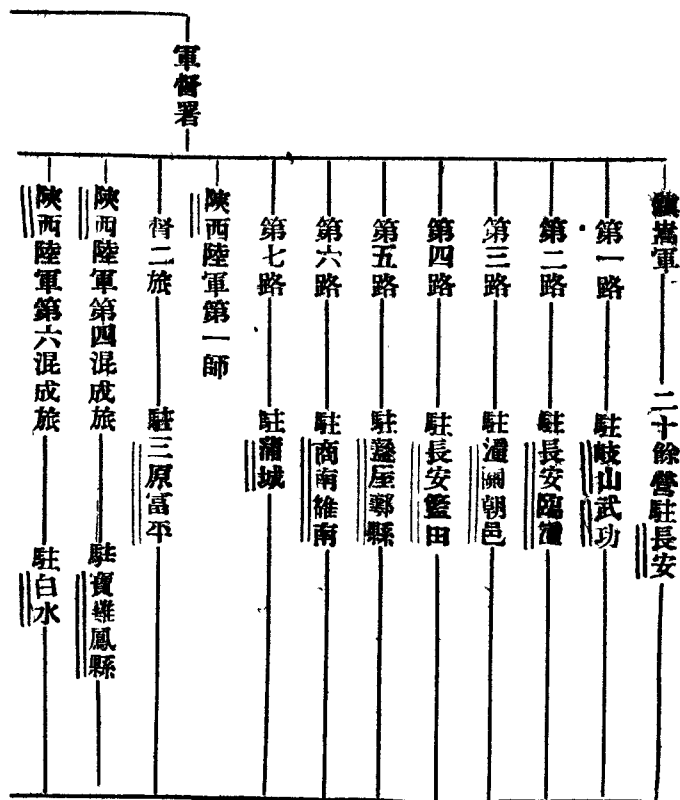 軍督署
鎮嵩軍 二十餘營駐長安
第一路 駐岐山武功
第二路 駐長安臨潼
第三路 駐潼關朝邑
第四路 駐長安藍田
第五路 駐盩厔鄠縣
第六路 駐商南雒南
第七路 駐蒲城
陝西陸軍第一師
督二旅 駐三原富平
陝西陸軍第四混成旅 駐寶雞鳳縣
陝西陸軍第六混成旅 駐白水